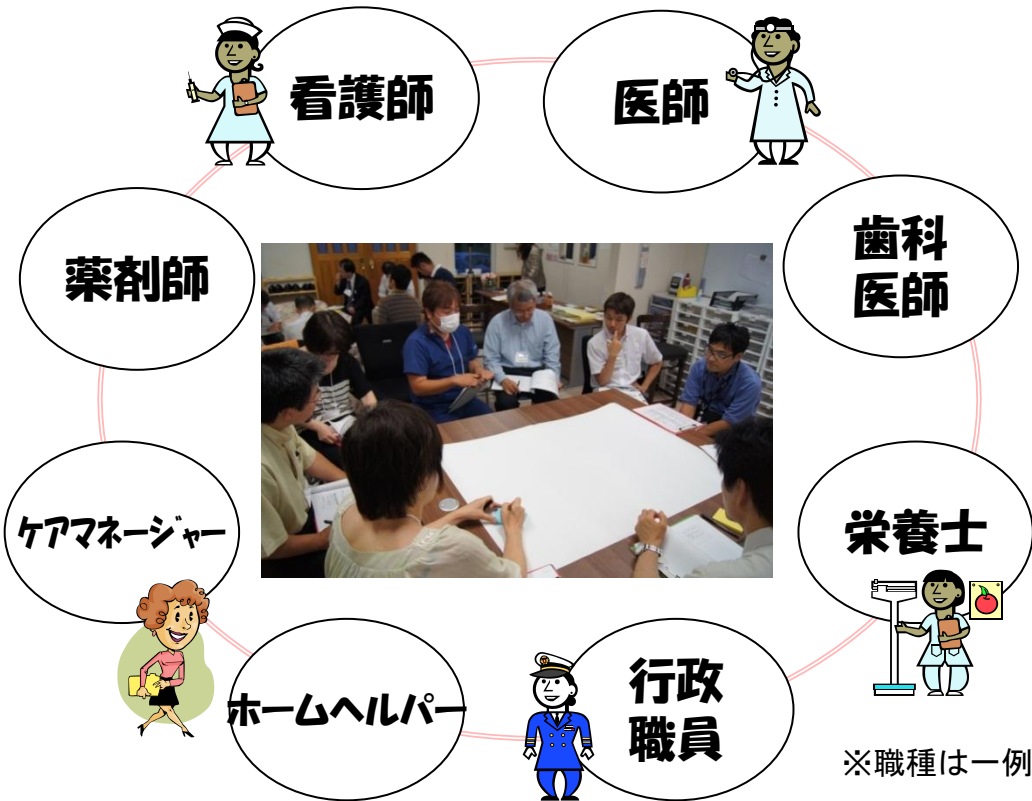 看護師
医師
薬剤師
歯科
医師
ケアマネージャー
栄養士
ホームヘルパー
行政
職員
※職種は一例